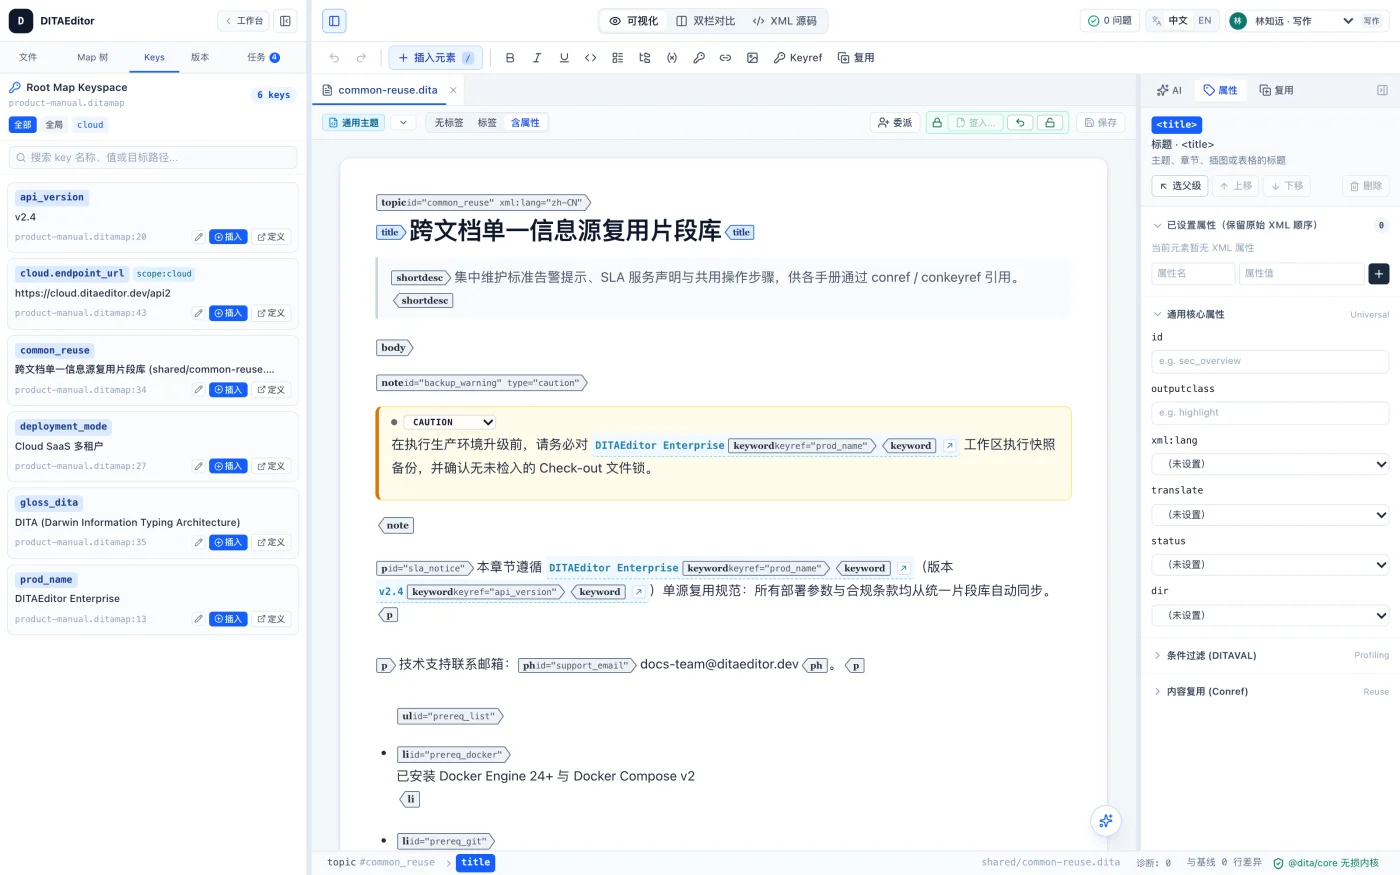 D DITAEditor 工作台
可视化 双栏对比 XML 源码
0 问题 中文 EN 林 林知远 · 写作 写作
文件 Map 树 Keys 版本 任务 4
插入元素 / B I U Keyref 复用
Root Map Keyspace
product-manual.ditamap
6 keys
全部 全局 cloud
搜索 key 名称、值或目标路径...
api_version
v2.4
product-manual.ditamap:20 插入 定义
cloud.endpoint_url scope:cloud
https://cloud.ditaeditor.dev/api2
product-manual.ditamap:43 插入 定义
common_reuse
跨文档单一信息源复用片段库 (shared/common-reuse....
product-manual.ditamap:34 插入 定义
deployment_mode
Cloud SaaS 多租户
product-manual.ditamap:27 插入 定义
gloss_dita
DITA (Darwin Information Typing Architecture)
product-manual.ditamap:35 插入 定义
prod_name
DITAEditor Enterprise
product-manual.ditamap:13 插入 定义
common-reuse.dita
通用主题 无标签 标签 含属性 委派 签入... 保存
topic id="common_reuse" xml:lang="zh-CN"
title 跨文档单一信息源复用片段库 title
shortdesc 集中维护标准告警提示、SLA 服务声明与共用操作步骤，供各手册通过 conref / conkeyref 引用。
shortdesc
body
note id="backup_warning" type="caution"
CAUTION
在执行生产环境升级前，请务必对 DITAEditor Enterprise keyword keyref="prod_name" keyword 工作区执行快照
备份，并确认无未检入的 Check-out 文件锁。
note
p id="sla_notice" 本章节遵循 DITAEditor Enterprise keyword keyref="prod_name" keyword （版本
v2.4 keyword keyref="api_version" keyword ）单源复用规范：所有部署参数与合规条款均从统一片段库自动同步。
p
p 技术支持联系邮箱： ph id="support_email" docs-team@ditaeditor.dev ph 。 p
ul id="prereq_list"
li id="prereq_docker"
已安装 Docker Engine 24+ 与 Docker Compose v2
li
li id="prereq_git"
AI 属性 复用
<title>
标题 · <title>
主题、章节、插图或表格的标题
选父级 上移 下移 删除
已设置属性（保留原始 XML 顺序） 0
当前元素暂无 XML 属性
属性名 属性值 +
通用核心属性 Universal
id
e.g. sec_overview
outputclass
e.g. highlight
xml:lang
（未设置）
translate
（未设置）
status
（未设置）
dir
（未设置）
条件过滤 (DITAVAL) Profiling
内容复用 (Conref) Reuse
topic #common_reuse › title
shared/common-reuse.dita 诊断: 0 与基线 0 行差异 @dita/core 无损内核